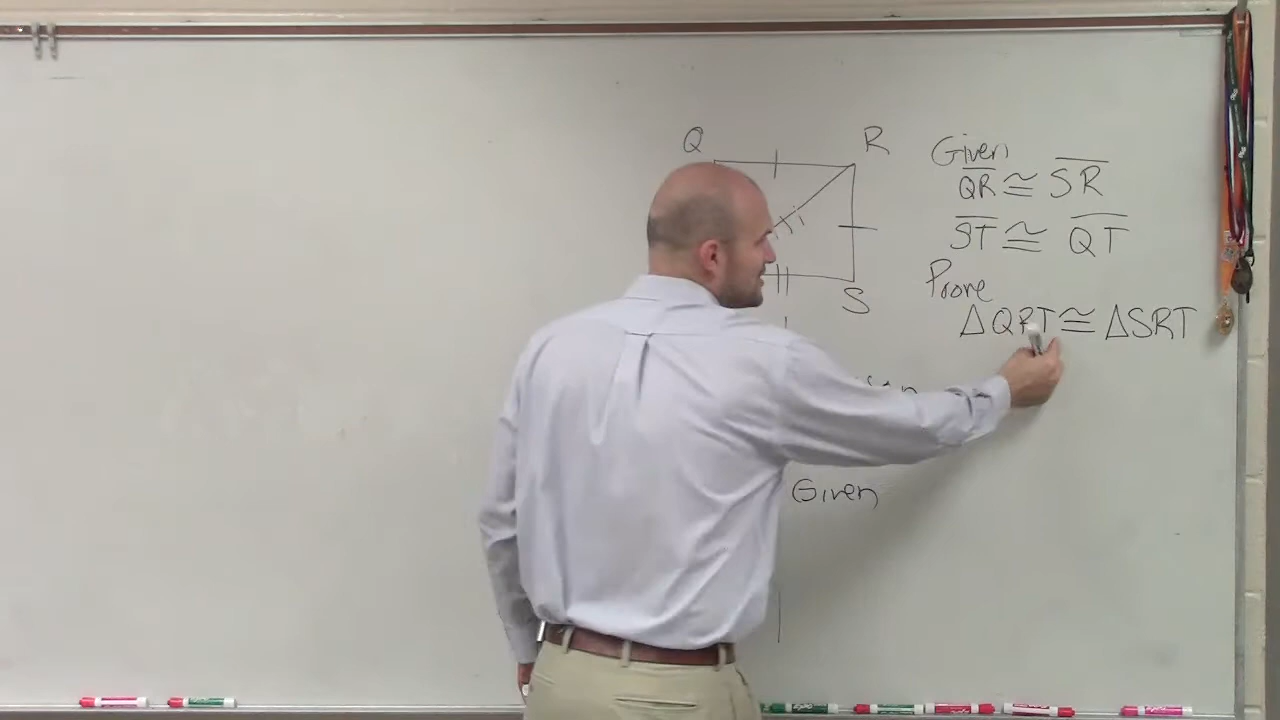 Q R
S
Given
QR ≅ SR
ST ≅ QT
Prove
ΔQRT ≅ ΔSRT
Given